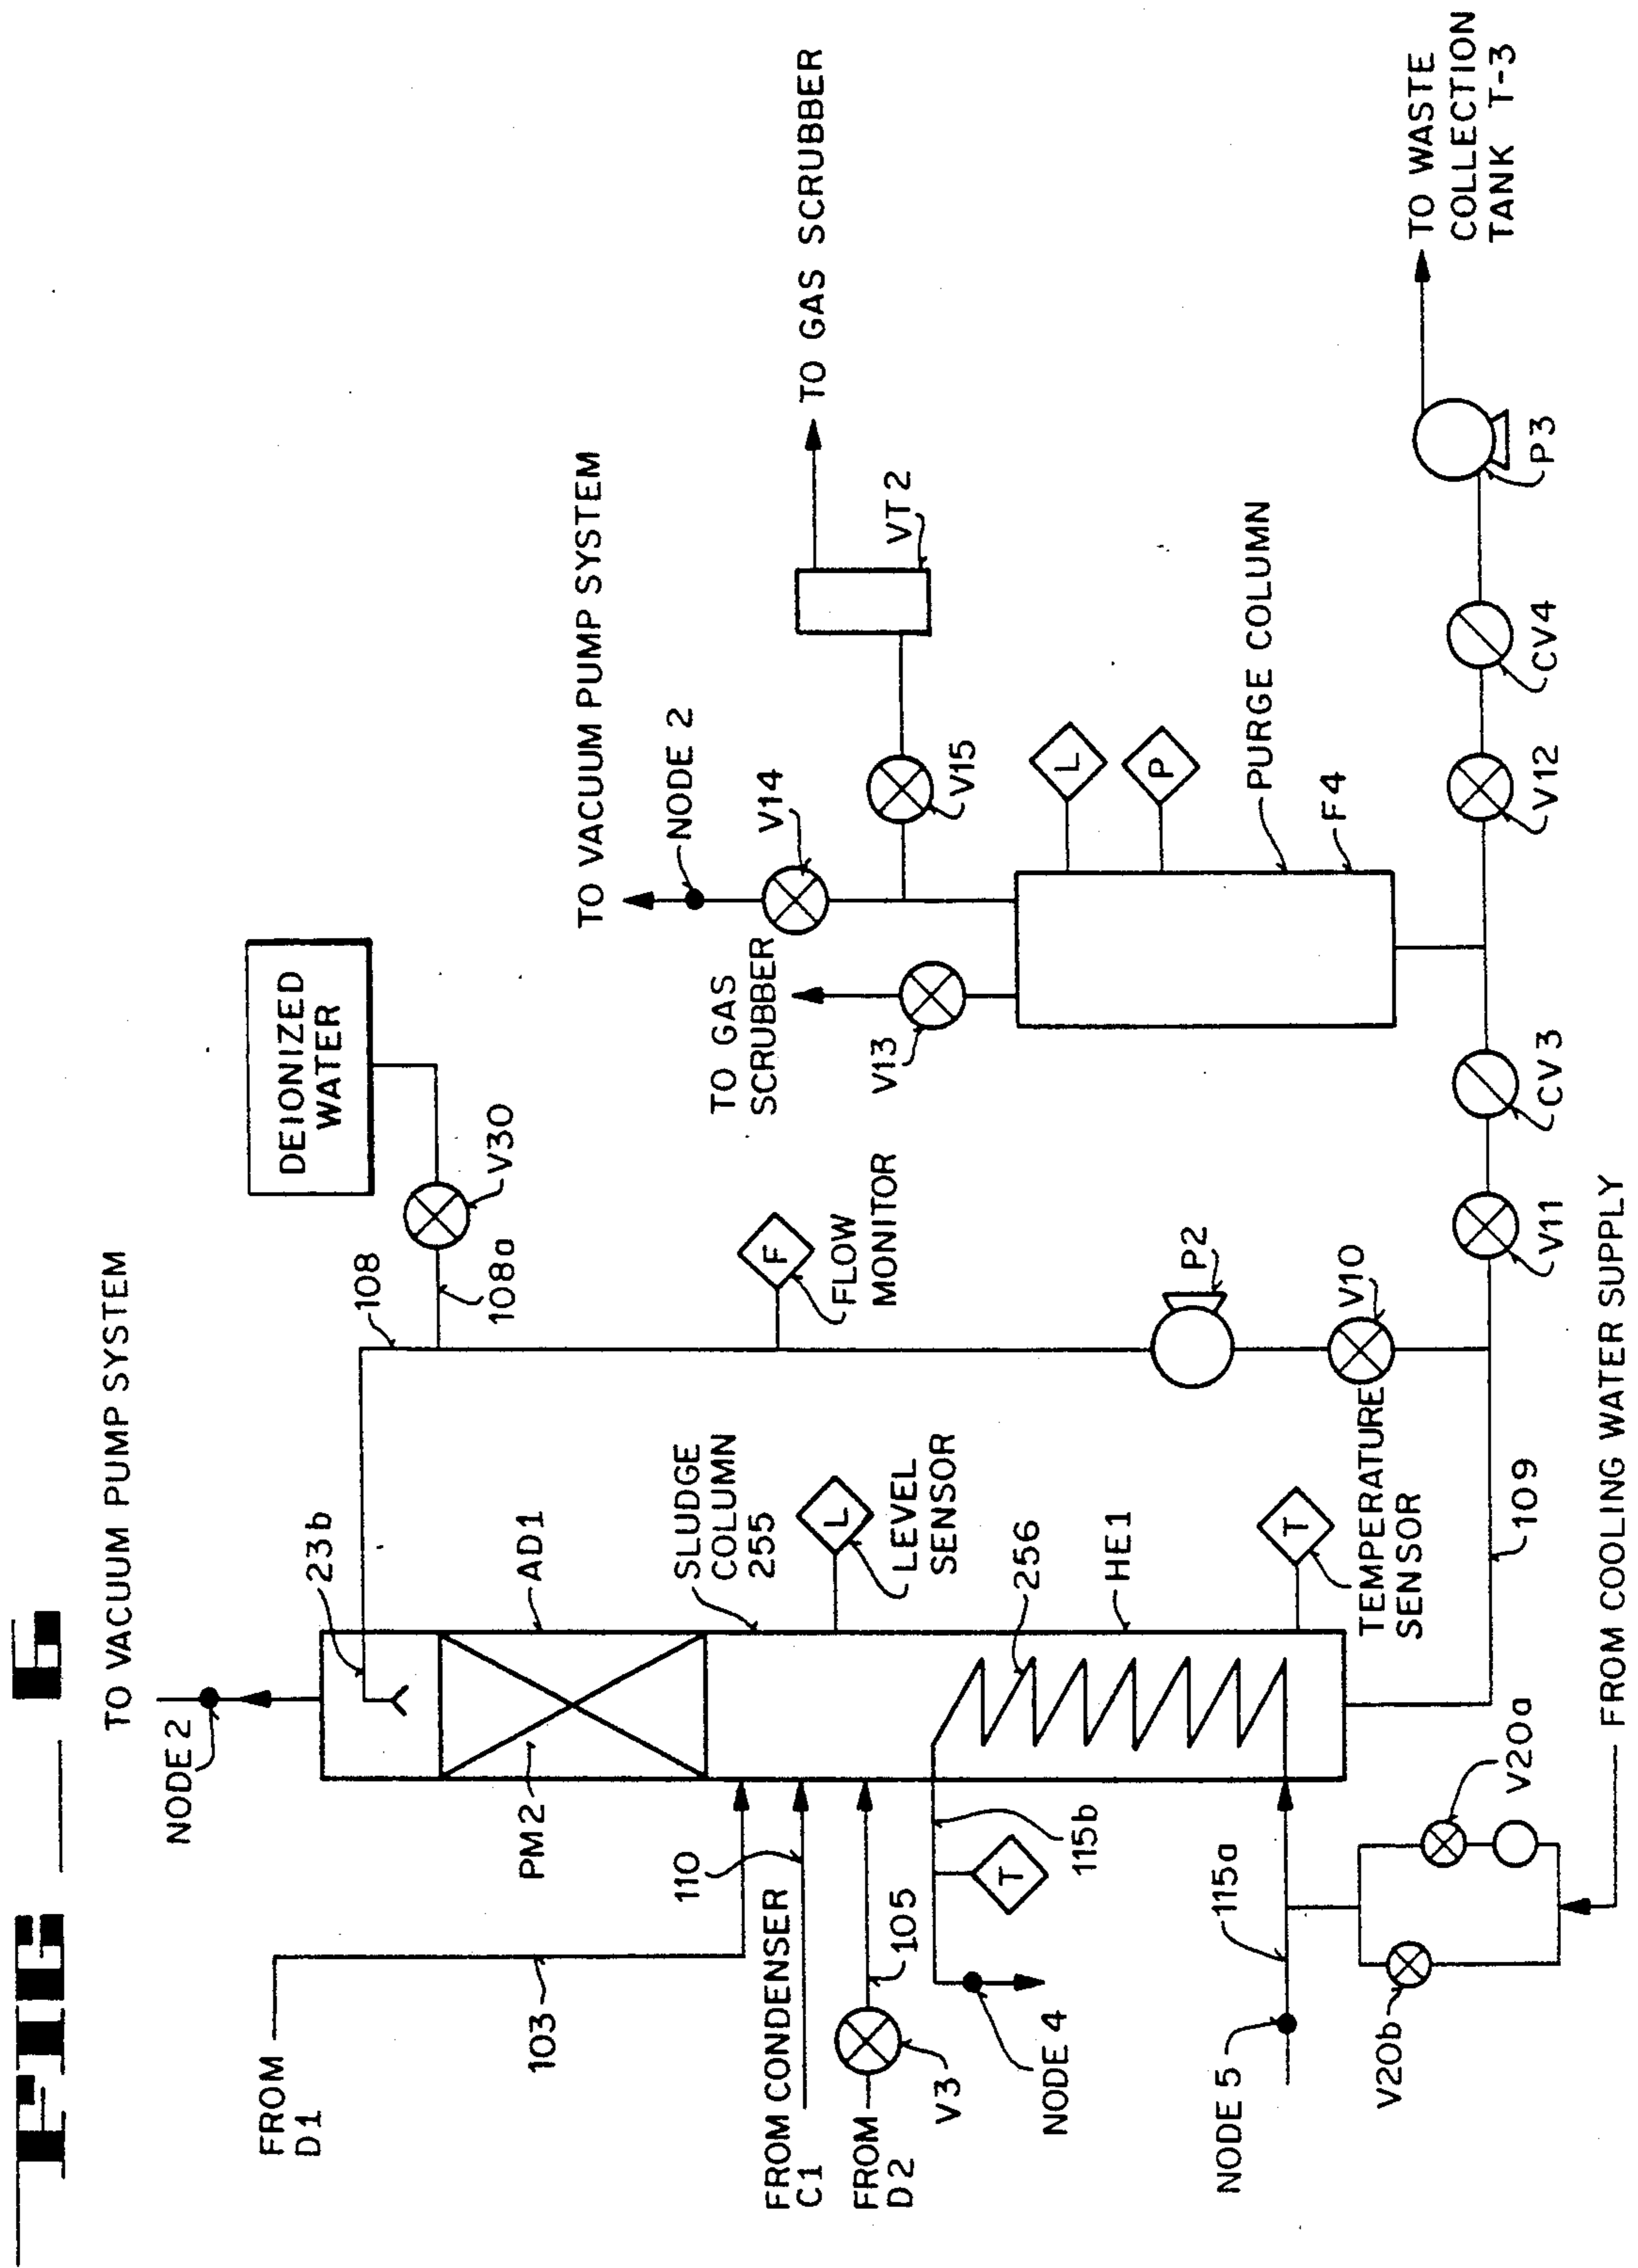 FIG
TO VACUUM PUMP SYSTEM
NODE 2
23b
108
DEIONIZED
WATER
V30
108a
FROM
D1
103
PM2
AD1
110
FROM CONDENSER
C1
FROM
D2
V3
105
SLUDGE
COLUMN
255
L
LEVEL
SENSOR
F
FLOW
MONITOR
TO VACUUM PUMP SYSTEM
NODE 2
V14
TO GAS
SCRUBBER
V13
V15
VT2
TO GAS SCRUBBER
L
P
PURGE COLUMN
F4
NODE 4
T
115b
256
HE1
T
TEMPERATURE
SENSOR
P2
V10
NODE 5
115a
V20b
V20a
109
V11
CV3
V12
CV4
P3
TO WASTE
COLLECTION
TANK T-3
FROM COOLING WATER SUPPLY